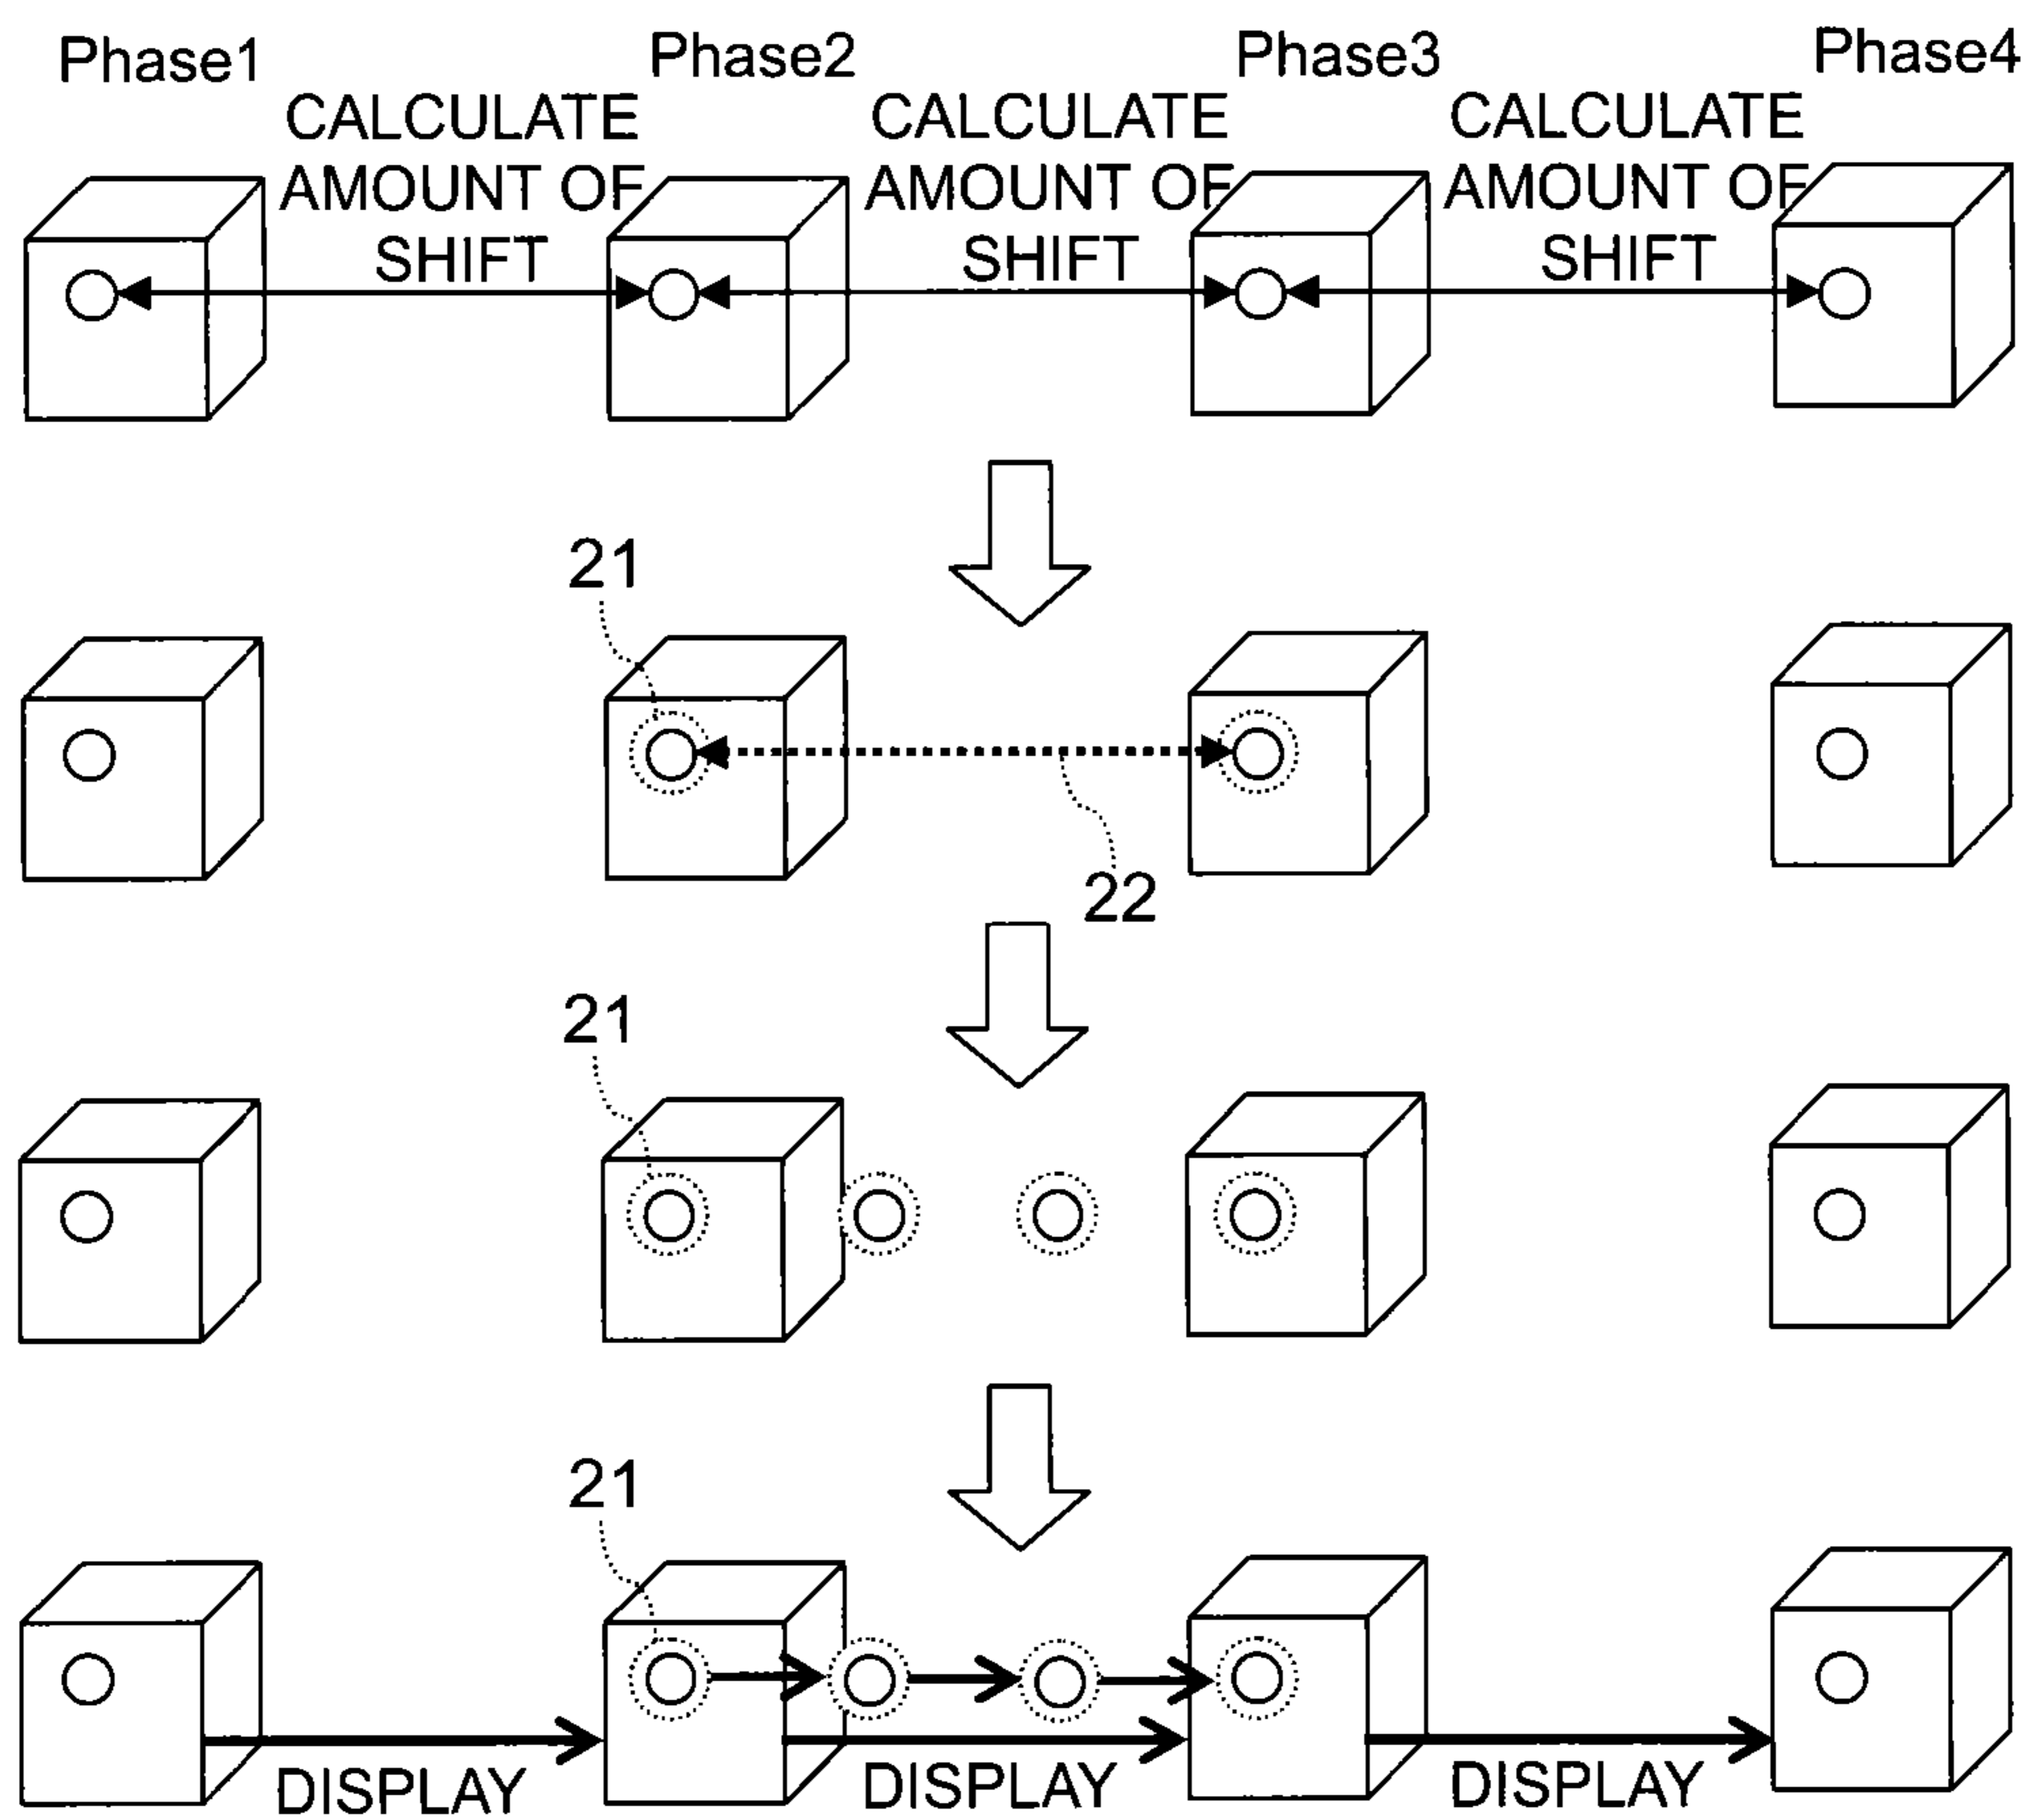 Phase1 Phase2 Phase3 Phase4
CALCULATE CALCULATE CALCULATE
AMOUNT OF AMOUNT OF AMOUNT OF
SHIFT SHIFT SHIFT
21
22
21
21
DISPLAY DISPLAY DISPLAY